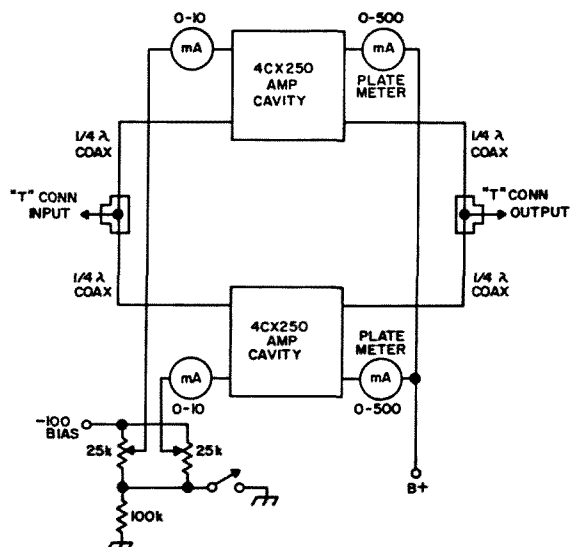 0-10
mA
4CX250
AMP
CAVITY
0-500
mA
PLATE
METER
1/4 λ
COAX
1/4 λ
COAX
"T" CONN
INPUT
"T" CONN
OUTPUT
1/4 λ
COAX
1/4 λ
COAX
4CX250
AMP
CAVITY
PLATE
METER
mA
0-10
mA
0-500
-100
BIAS
25k
25k
100k
B+